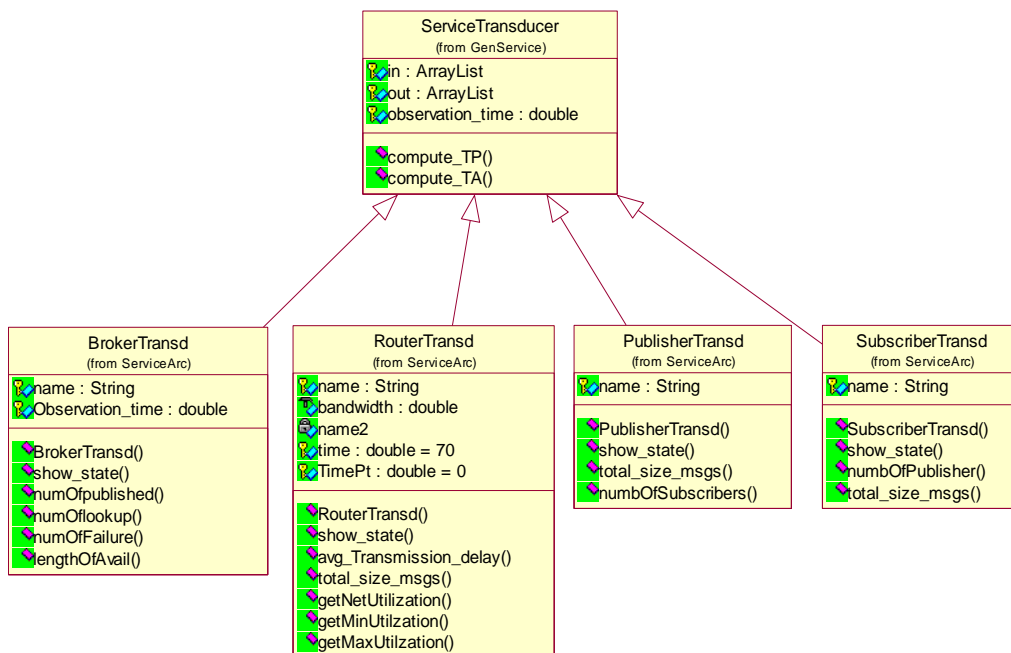 ServiceTransducer
(from GenService)
in : ArrayList
out : ArrayList
observation_time : double
compute_TP()
compute_TA()
BrokerTransd
(from ServiceArc)
name : String
Observation_time : double
BrokerTransd()
show_state()
numOfpublished()
numOflookup()
numOfFailure()
lengthOfAvail()
RouterTransd
(from ServiceArc)
name : String
bandwidth : double
name2
time : double = 70
TimePt : double = 0
RouterTransd()
show_state()
avg_Transmission_delay()
total_size_msgs()
getNetUtilization()
getMinUtilzation()
getMaxUtilzation()
PublisherTransd
(from ServiceArc)
name : String
PublisherTransd()
show_state()
total_size_msgs()
numbOfSubscribers()
SubscriberTransd
(from ServiceArc)
name : String
SubscriberTransd()
show_state()
numbOfPublisher()
total_size_msgs()